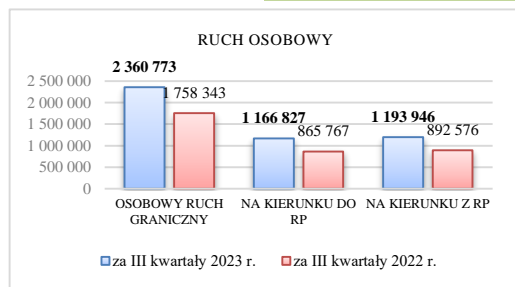 RUCH OSOBOWY
2 360 773
1 758 343
1 166 827
865 767
1 193 946
892 576
2 500 000
2 000 000
1 500 000
1 000 000
500 000
0
OSOBOWY RUCH
GRANICZNY
NA KIERUNKU DO
RP
NA KIERUNKU Z RP
za III kwartały 2023 r.
za III kwartały 2022 r.